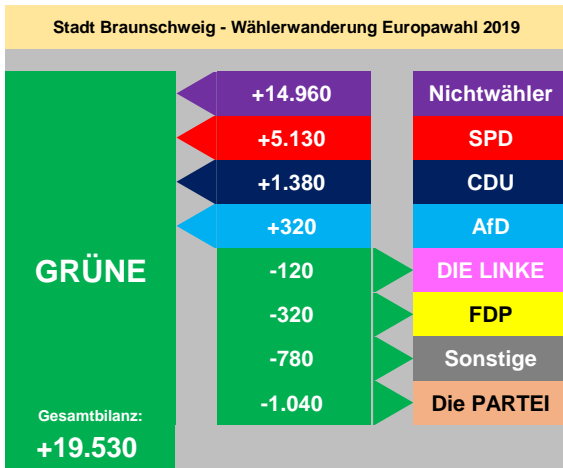 Stadt Braunschweig - Wählerwanderung Europawahl 2019
+14.960 Nichtwähler
+5.130 SPD
+1.380 CDU
+320 AfD
GRÜNE -120 DIE LINKE
-320 FDP
-780 Sonstige
-1.040 Die PARTEI
Gesamtbilanz:
+19.530